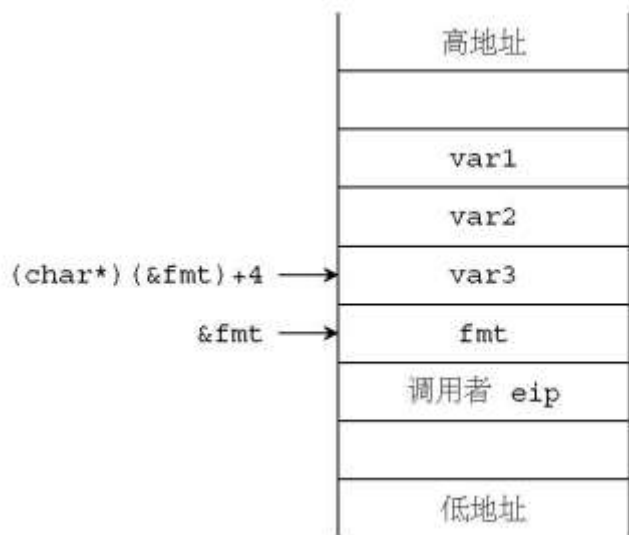 高地址
var1
var2
(char*)(&fmt)+4
var3
&fmt
fmt
调用者 eip
低地址